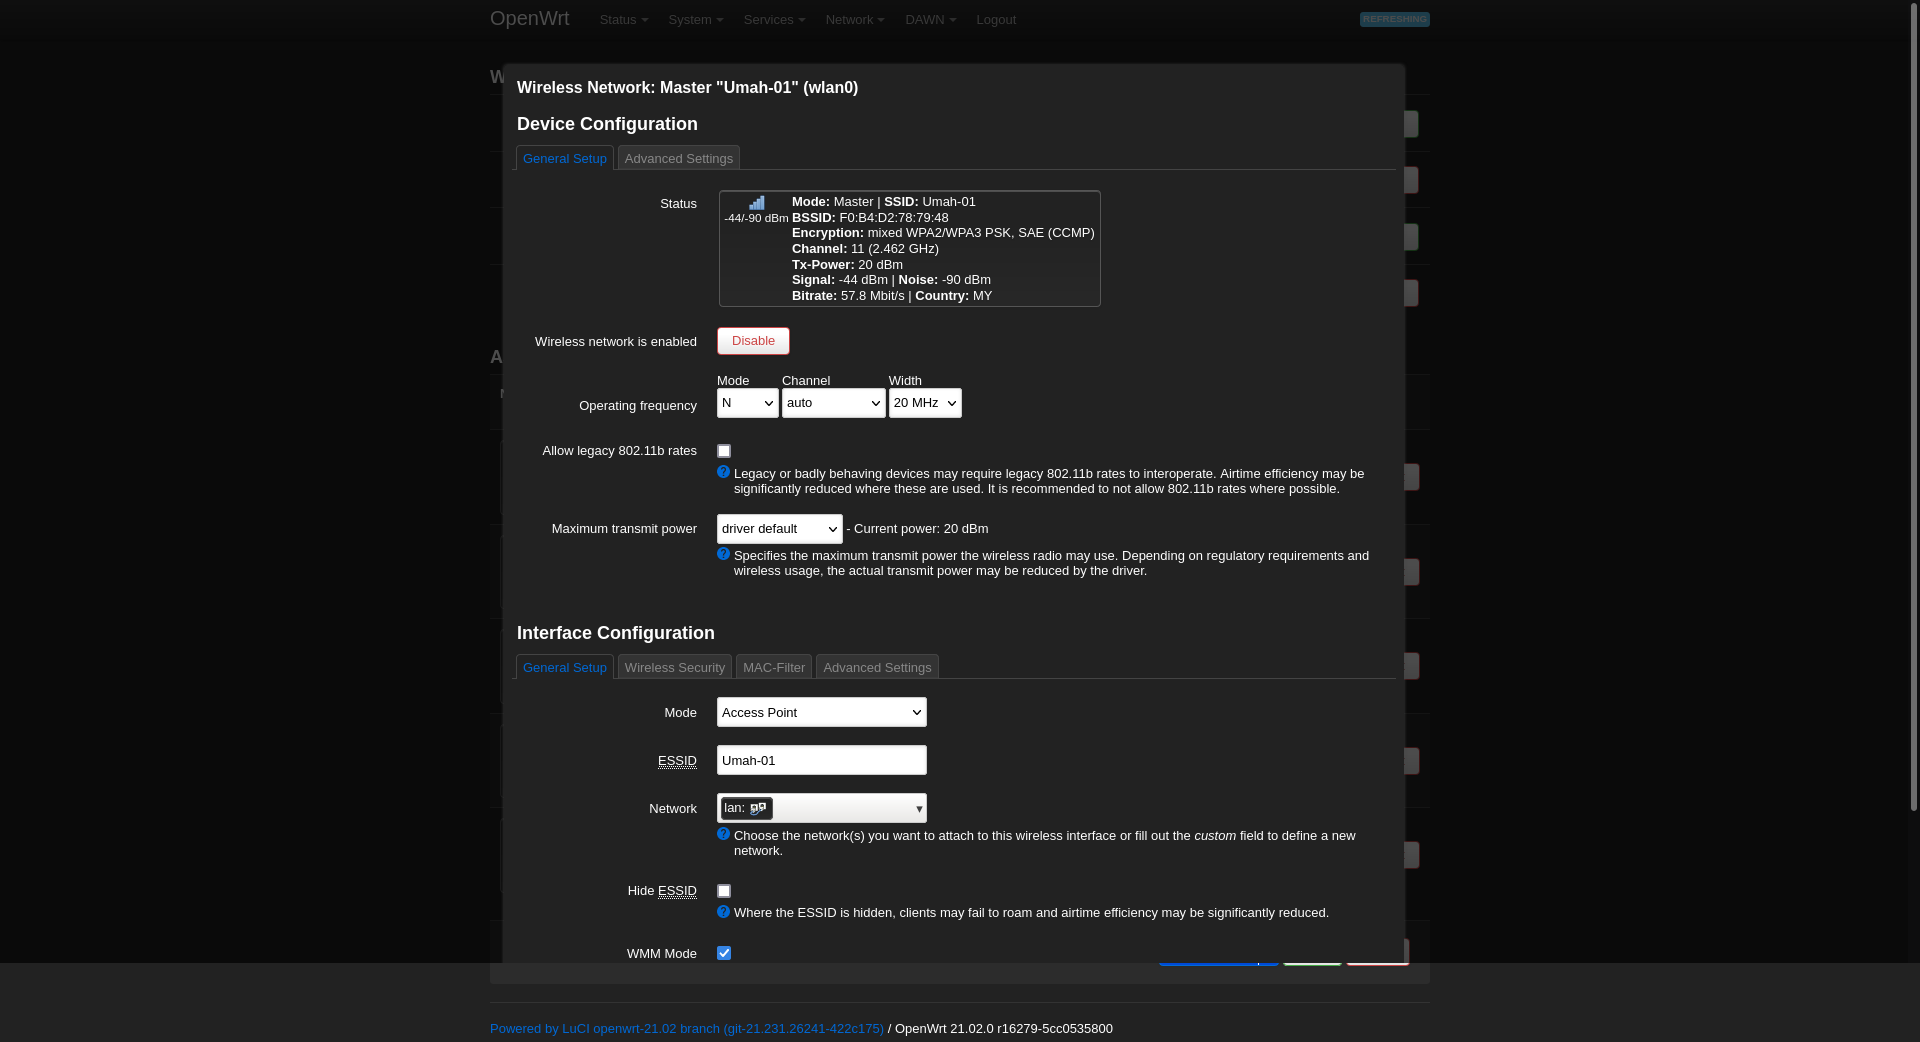 OpenWrt Status System Services Network DAWN Logout REFRESHING
W
Wireless Network: Master "Umah-01" (wlan0)
Device Configuration
General Setup Advanced Settings
Status
-44/-90 dBm
Mode: Master | SSID: Umah-01
BSSID: F0:B4:D2:78:79:48
Encryption: mixed WPA2/WPA3 PSK, SAE (CCMP)
Channel: 11 (2.462 GHz)
Tx-Power: 20 dBm
Signal: -44 dBm | Noise: -90 dBm
Bitrate: 57.8 Mbit/s | Country: MY
Wireless network is enabled Disable
A
Mode Channel Width
Operating frequency N auto 20 MHz
Allow legacy 802.11b rates
Legacy or badly behaving devices may require legacy 802.11b rates to interoperate. Airtime efficiency may be
significantly reduced where these are used. It is recommended to not allow 802.11b rates where possible.
Maximum transmit power driver default - Current power: 20 dBm
Specifies the maximum transmit power the wireless radio may use. Depending on regulatory requirements and
wireless usage, the actual transmit power may be reduced by the driver.
Interface Configuration
General Setup Wireless Security MAC-Filter Advanced Settings
Mode Access Point
ESSID Umah-01
Network lan:
Choose the network(s) you want to attach to this wireless interface or fill out the custom field to define a new
network.
Hide ESSID
Where the ESSID is hidden, clients may fail to roam and airtime efficiency may be significantly reduced.
WMM Mode
Powered by LuCI openwrt-21.02 branch (git-21.231.26241-422c175) / OpenWrt 21.02.0 r16279-5cc0535800